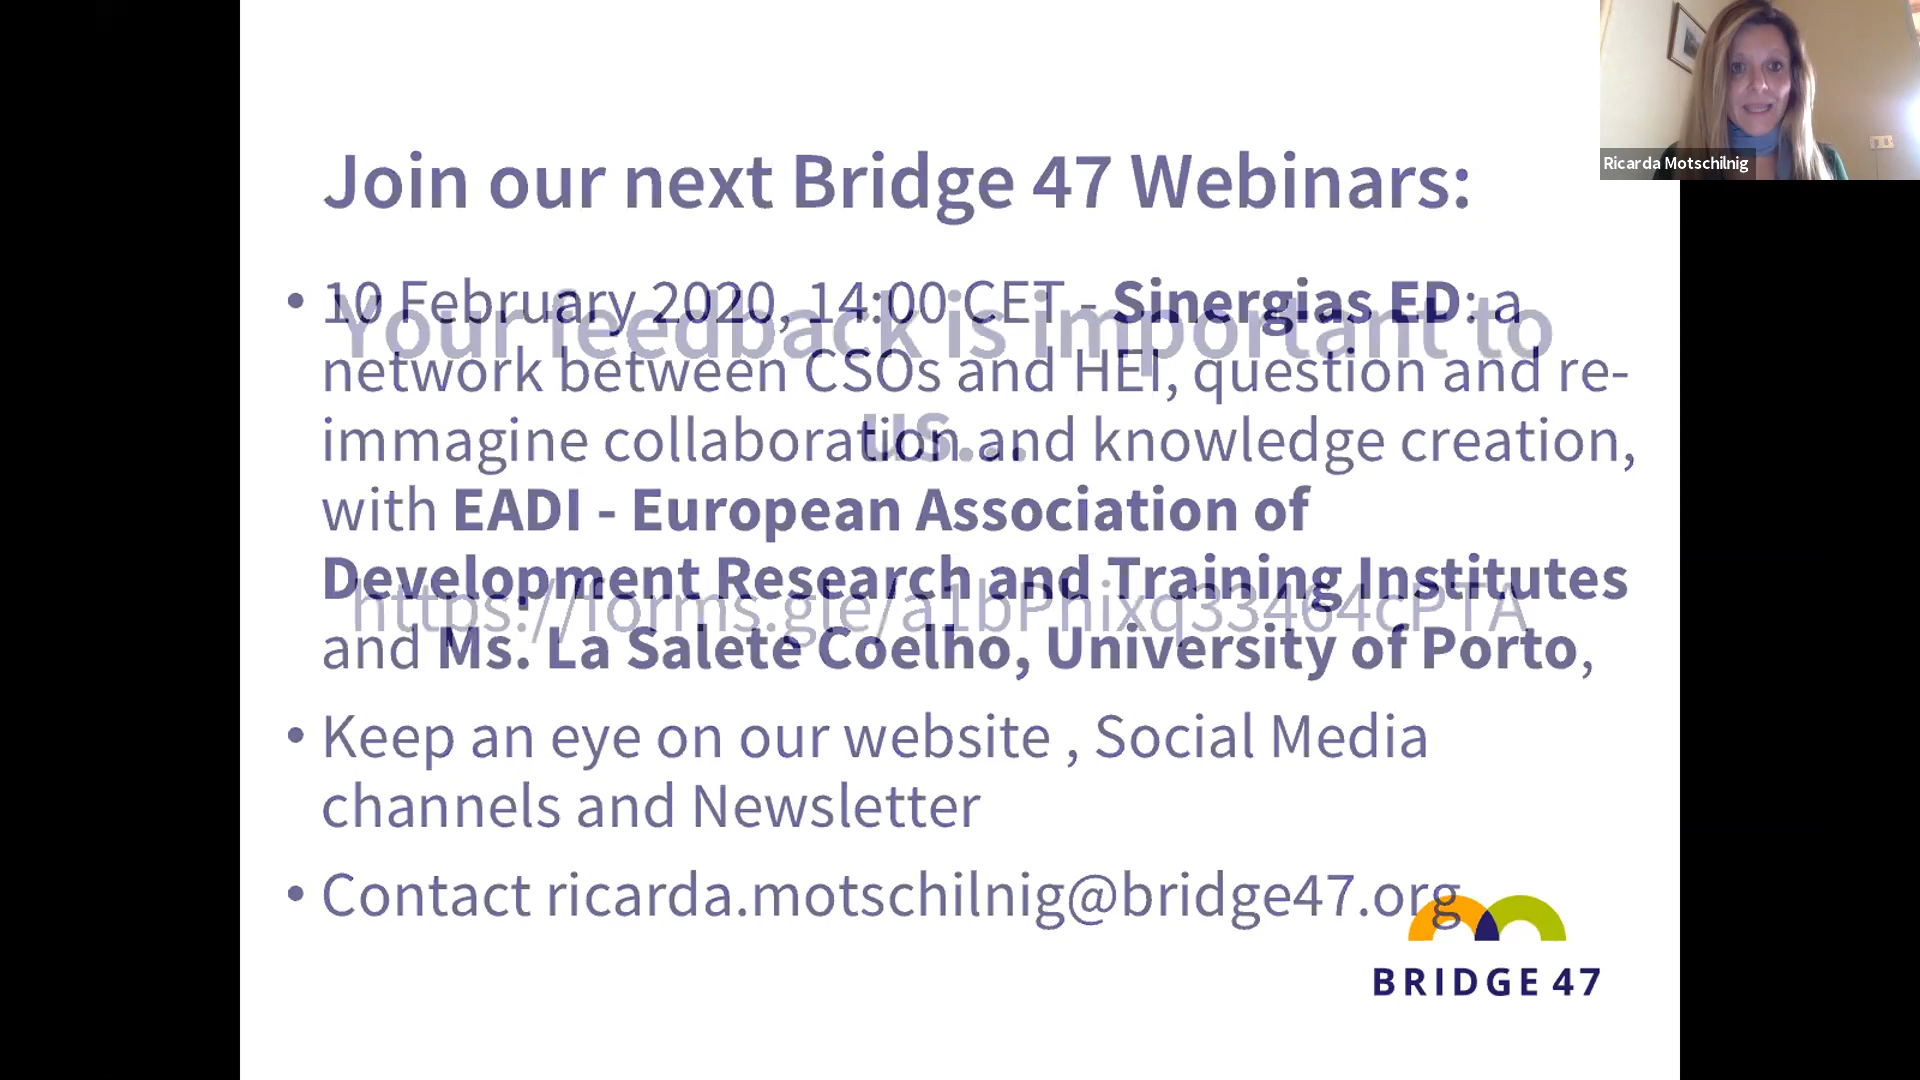 Join our next Bridge 47 Webinars:
• 10 February 2020, 14:00 CET - Sinergias ED: a
network between CSOs and HEI, question and re-
immagine collaboration and knowledge creation,
with EADI - European Association of
Development Research and Training Institutes
and Ms. La Salete Coelho, University of Porto,
• Keep an eye on our website , Social Media
channels and Newsletter
• Contact ricarda.motschilnig@bridge47.org
Your feedback is important to
us...
https://forms.gle/a1bPhixq33464cPTA
BRIDGE 47
Ricarda Motschilnig